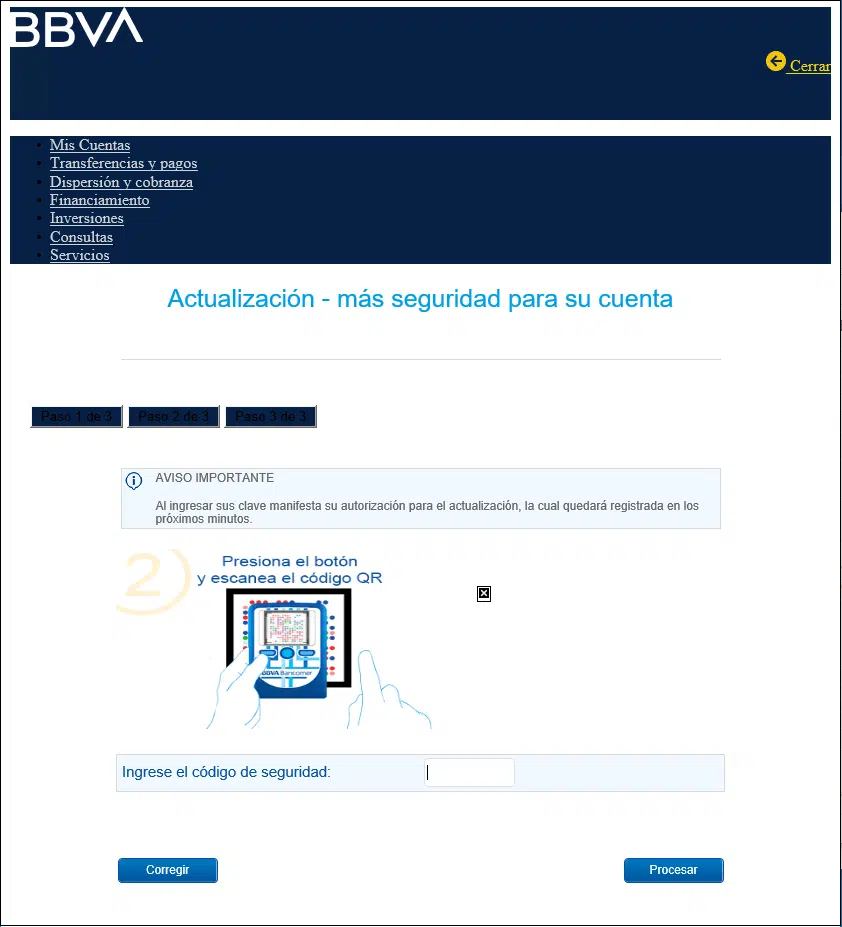 BBVA
Cerrar
Mis Cuentas
Transferencias y pagos
Dispersión y cobranza
Financiamiento
Inversiones
Consultas
Servicios
Actualización - más seguridad para su cuenta
Paso 1 de 3 Paso 2 de 3 Paso 3 de 3
AVISO IMPORTANTE
Al ingresar sus clave manifesta su autorización para el actualización, la cual quedará registrada en los
próximos minutos.
2)
Presiona el botón
y escanea el código QR
BBVA Bancomer
Ingrese el código de seguridad:
Corregir Procesar